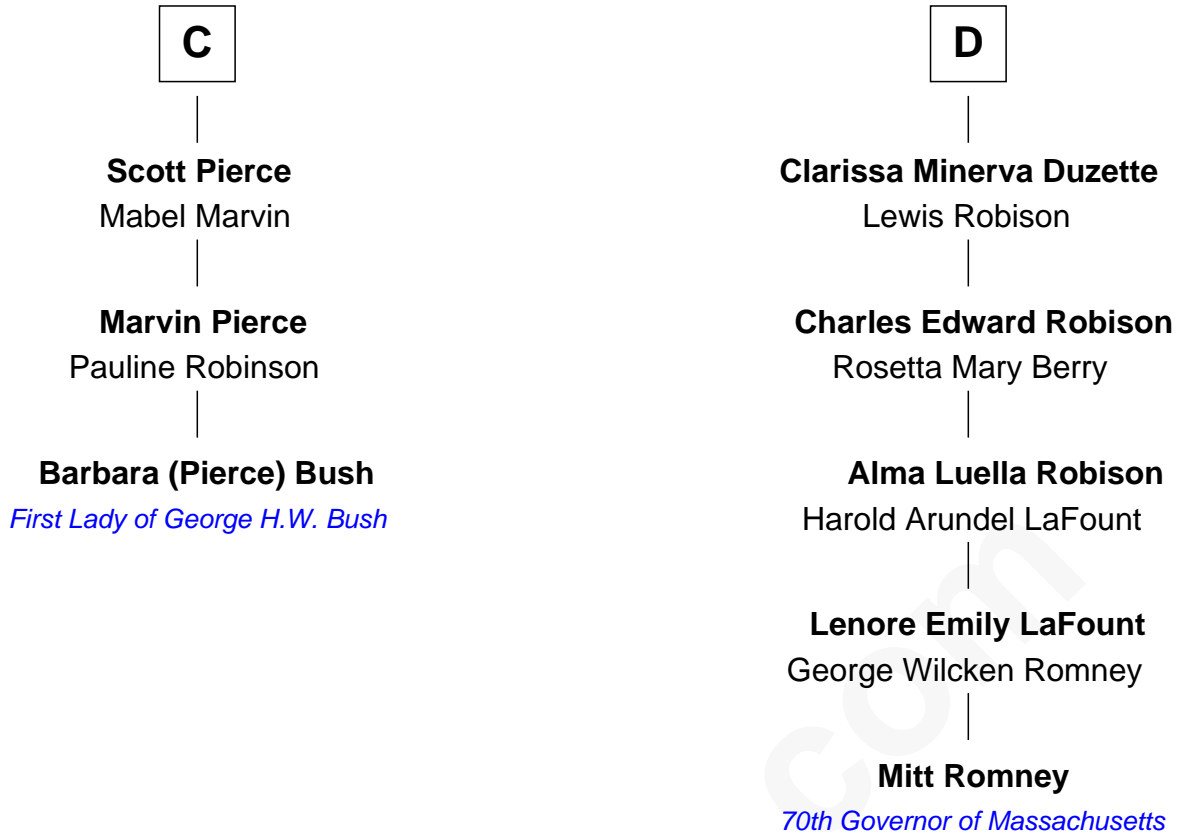 C
Scott Pierce
Mabel Marvin
Marvin Pierce
Pauline Robinson
Barbara (Pierce) Bush
First Lady of George H.W. Bush
D
Clarissa Minerva Duzette
Lewis Robison
Charles Edward Robison
Rosetta Mary Berry
Alma Luella Robison
Harold Arundel LaFount
Lenore Emily LaFount
George Wilcken Romney
Mitt Romney
70th Governor of Massachusetts
com